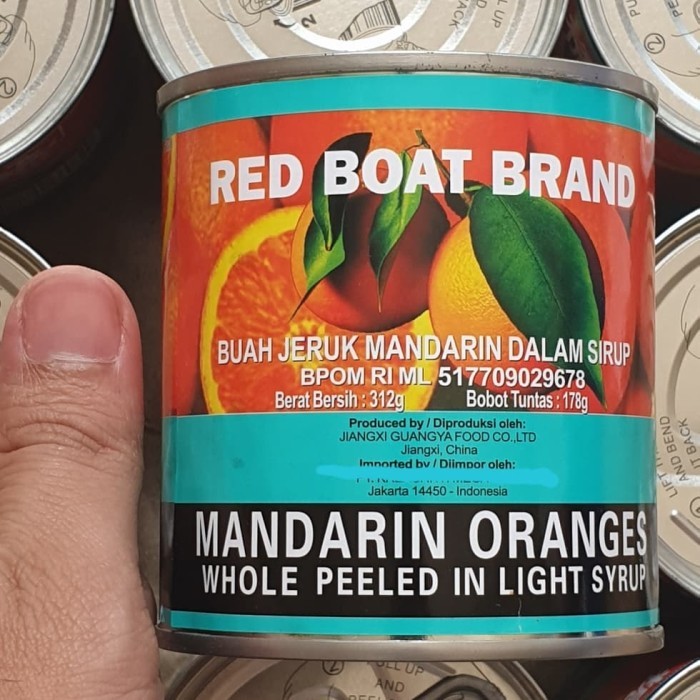 RED BOAT BRAND
BUAH JERUK MANDARIN DALAM SIRUP
BPOM RI ML 517709029678
Berat Bersih : 312g Bobot Tuntas : 178g
Produced by / Diproduksi oleh:
JIANGXI GUANGYA FOOD CO.,LTD
Jiangxi, China
Imported by / Diimpor oleh:
Jakarta 14450 - Indonesia
MANDARIN ORANGES
WHOLE PEELED IN LIGHT SYRUP